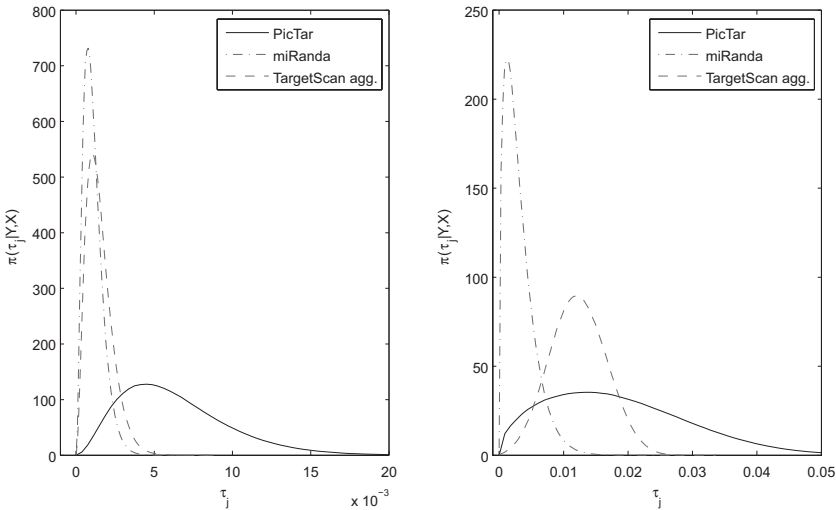 800
700
600
500
400
300
200
100
0
π(τj|Y,X)
PicTar
miRanda
TargetScan agg.
0 5 10 15 20
τj
x 10⁻³
250
200
150
100
50
0
π(τj|Y,X)
PicTar
miRanda
TargetScan agg.
0 0.01 0.02 0.03 0.04 0.05
τj